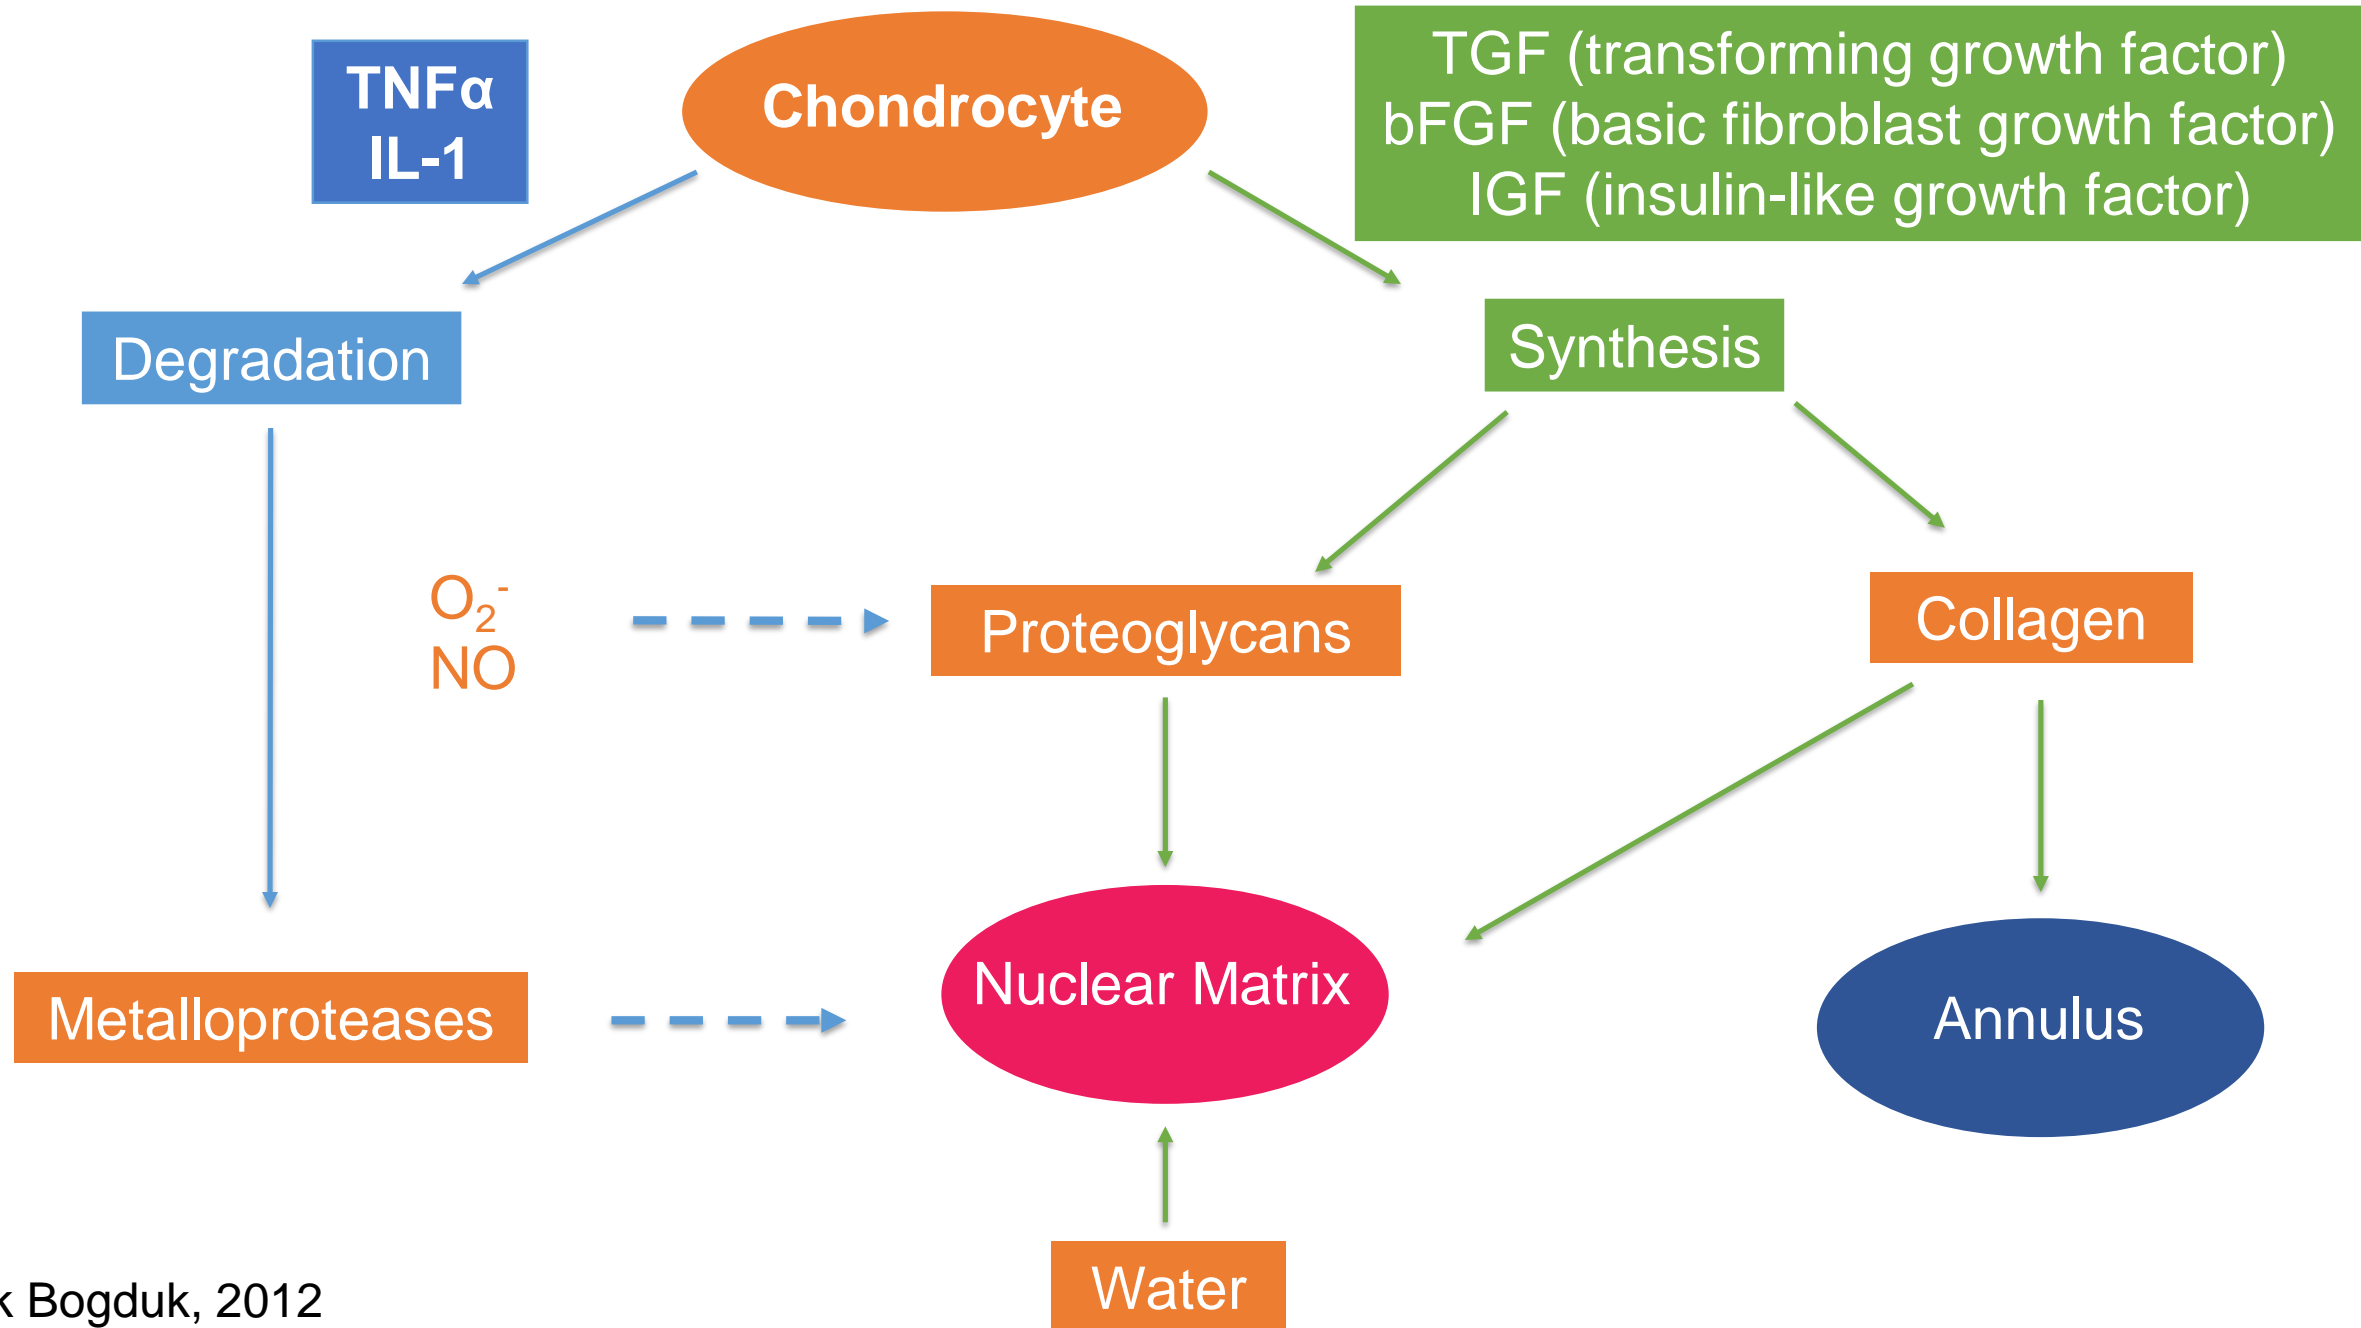 TNFα
IL-1
Chondrocyte
TGF (transforming growth factor)
bFGF (basic fibroblast growth factor)
IGF (insulin-like growth factor)
Degradation
Synthesis
O₂⁻
NO
Proteoglycans
Collagen
Metalloproteases
Nuclear Matrix
Annulus
Water
k Bogduk, 2012